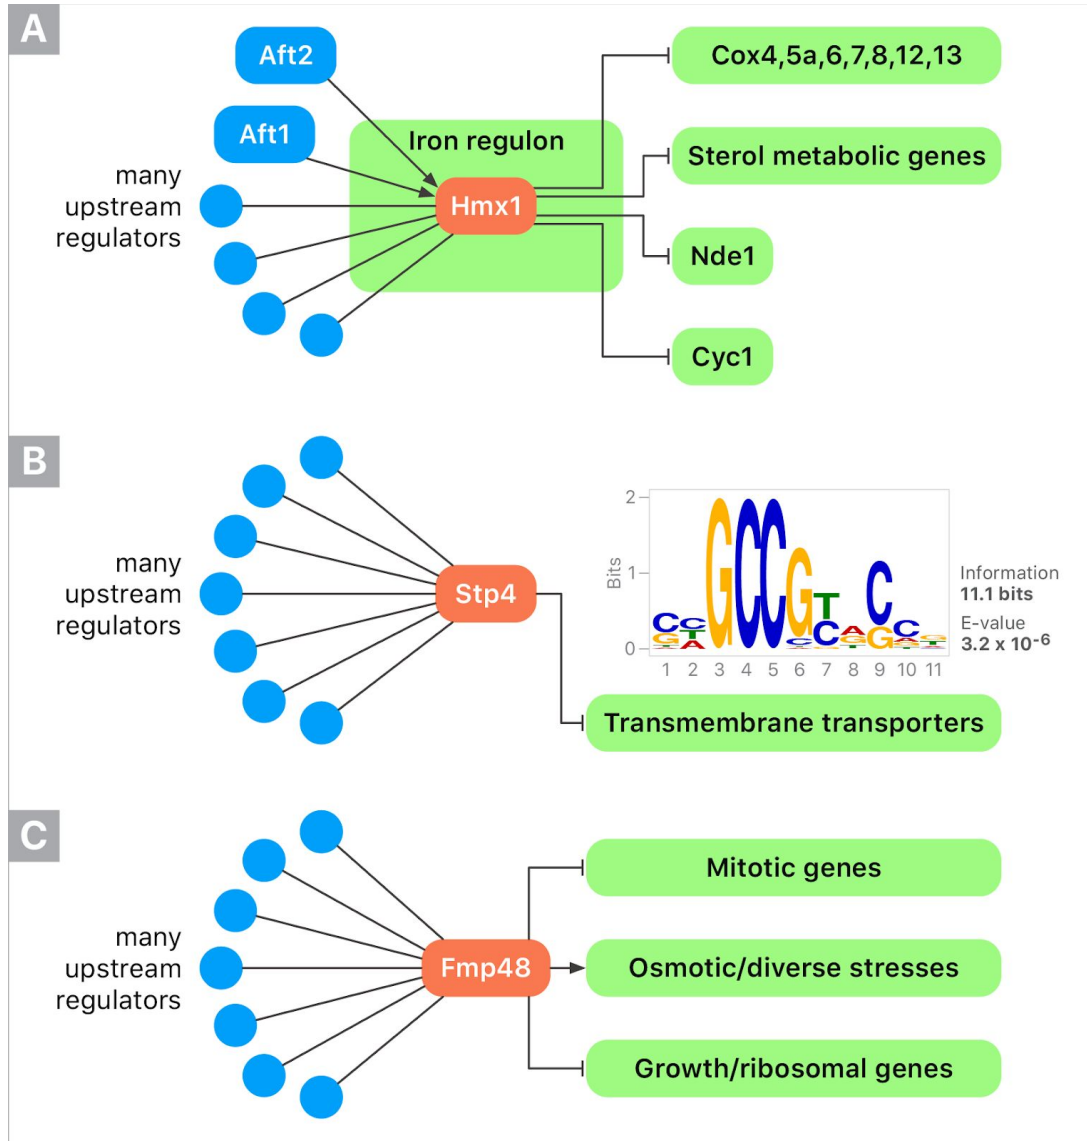 A
Aft2
Cox4,5a,6,7,8,12,13
Aft1
Iron regulon
Sterol metabolic genes
many
upstream
regulators
Hmx1
Nde1
Cyc1
B
many
upstream
regulators
Stp4
2
Bits
1
0
1 2 3 4 5 6 7 8 9 10 11
Information
11.1 bits
E-value
3.2 x 10-6
Transmembrane transporters
C
many
upstream
regulators
Fmp48
Mitotic genes
Osmotic/diverse stresses
Growth/ribosomal genes